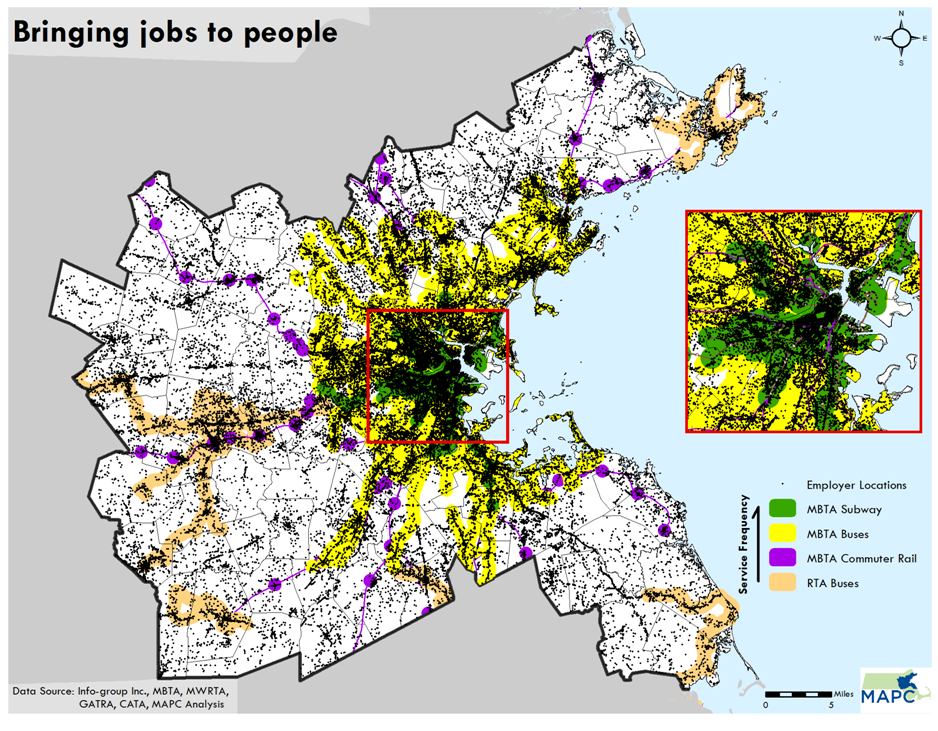 Bringing jobs to people
N
W
E
S
Employer Locations
MBTA Subway
MBTA Buses
MBTA Commuter Rail
RTA Buses
Service Frequency
Data Source: Info-group Inc., MBTA, MWRTA,
GATRA, CATA, MAPC Analysis
Miles
0
5
MAPC